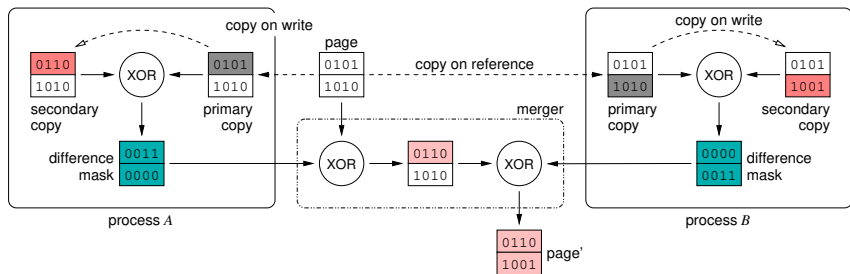 copy on write
0110
1010
secondary
copy
XOR
0101
1010
primary
copy
difference
mask
0011
0000
process A
page
0101
1010
copy on reference
merger
XOR
0110
1010
XOR
0110
1001
page'
copy on write
0101
1010
primary
copy
XOR
0101
1001
secondary
copy
0000
0011
difference
mask
process B